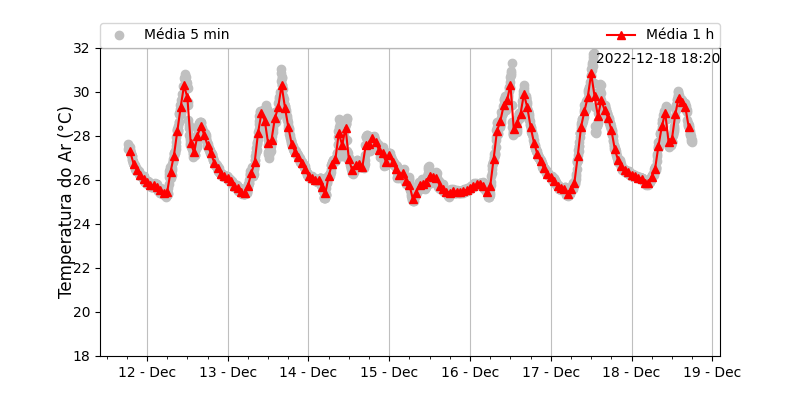 Média 5 min
Média 1 h
2022-12-18 18:20
Temperatura do Ar (°C)
32
30
28
26
24
22
20
18
12 - Dec
13 - Dec
14 - Dec
15 - Dec
16 - Dec
17 - Dec
18 - Dec
19 - Dec